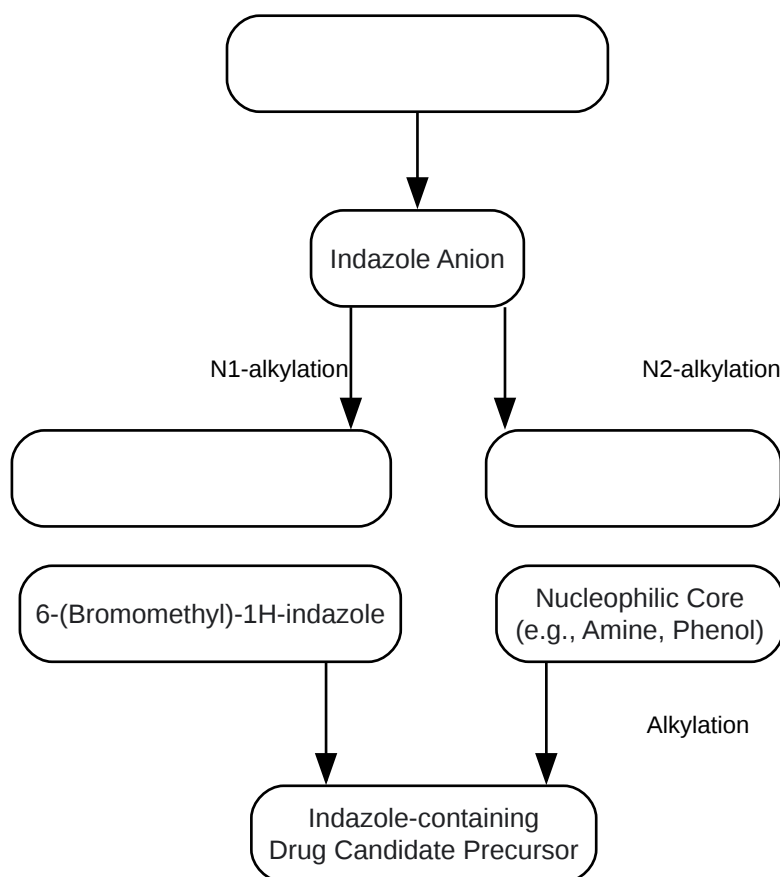 Indazole Anion
N1-alkylation
N2-alkylation
6-(Bromomethyl)-1H-indazole
Nucleophilic Core
(e.g., Amine, Phenol)
Alkylation
Indazole-containing
Drug Candidate Precursor